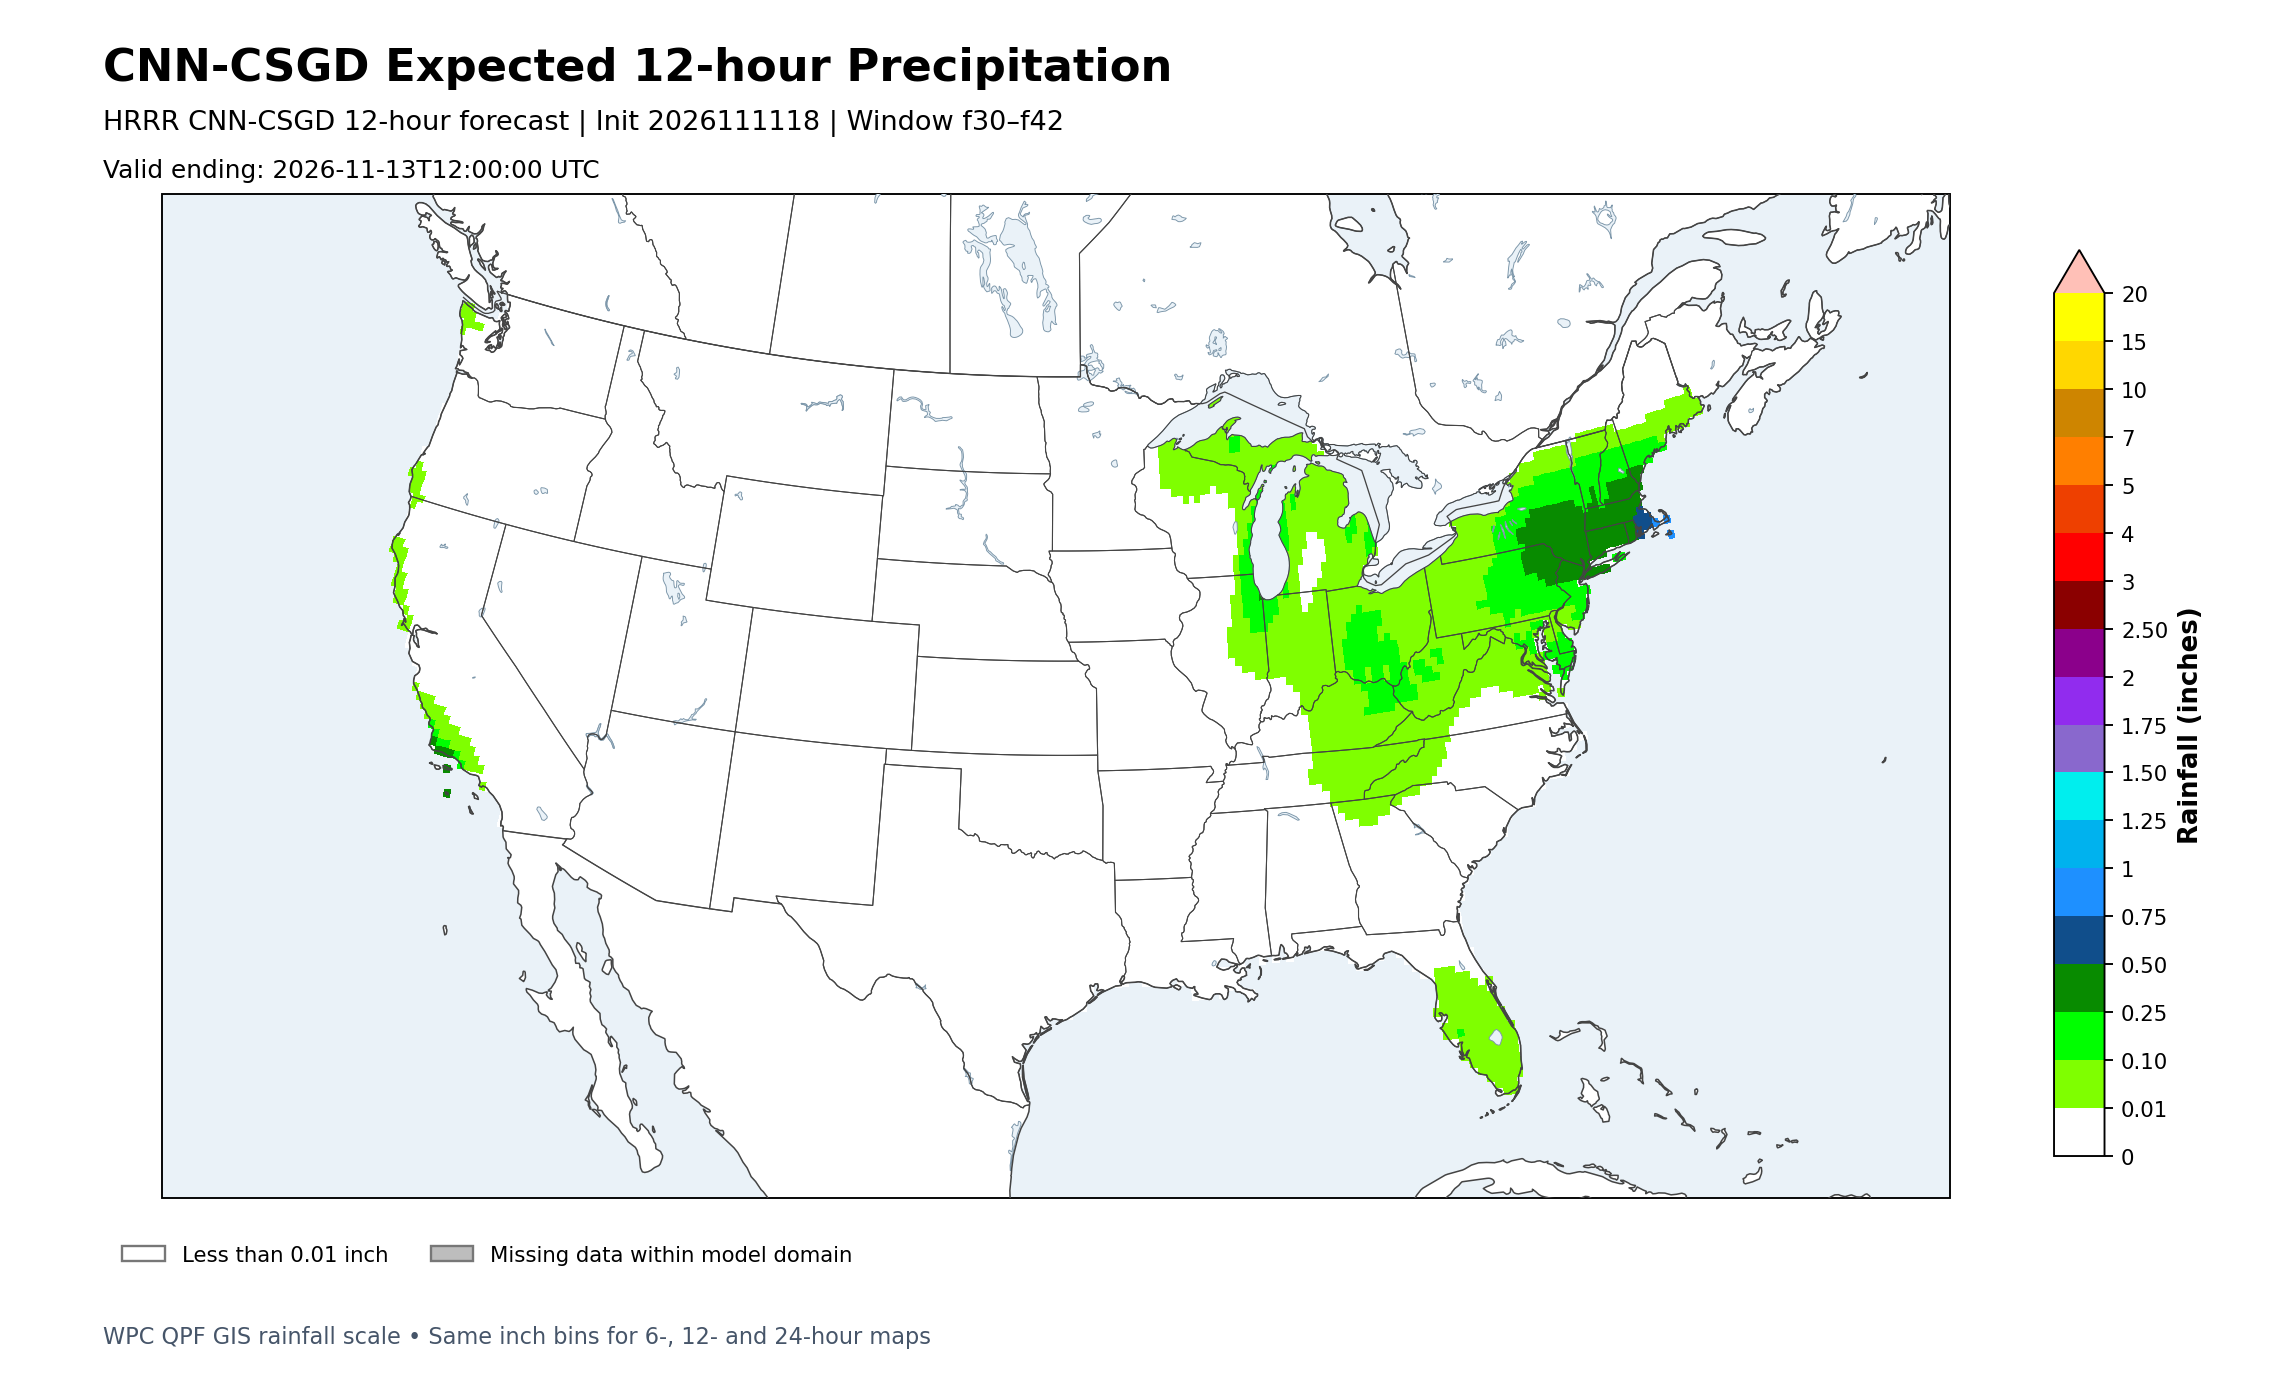 CNN-CSGD Expected 12-hour Precipitation
HRRR CNN-CSGD 12-hour forecast | Init 2026111118 | Window f30–f42
Valid ending: 2026-11-13T12:00:00 UTC
20
15
10
7
5
4
3
2.50
2
1.75
1.50
1.25
1
0.75
0.50
0.25
0.10
0.01
0
Rainfall (inches)
Less than 0.01 inch
Missing data within model domain
WPC QPF GIS rainfall scale • Same inch bins for 6-, 12- and 24-hour maps